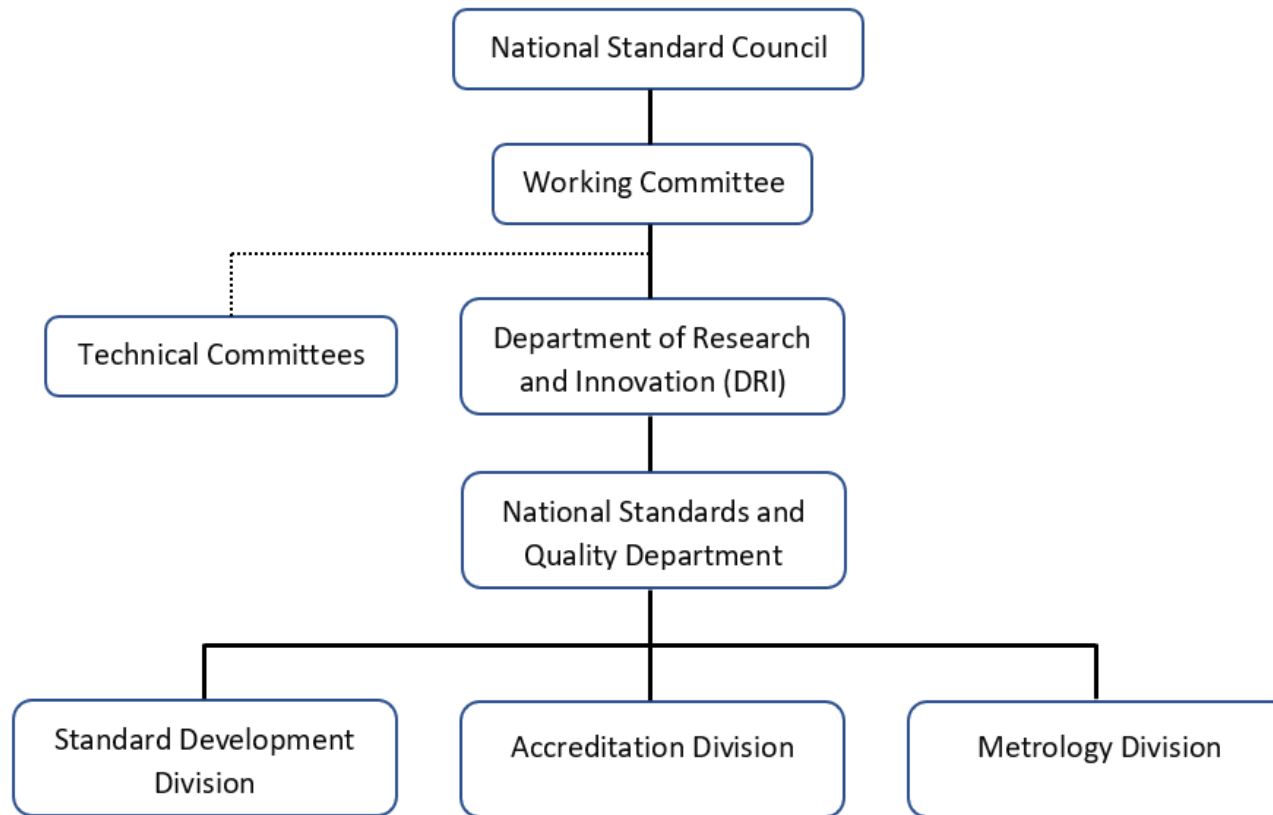 National Standard Council
Working Committee
Technical Committees
Department of Research
and Innovation (DRI)
National Standards and
Quality Department
Standard Development
Division
Accreditation Division
Metrology Division